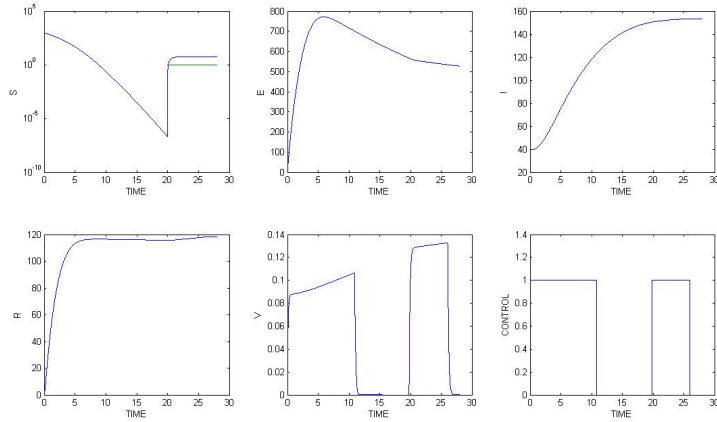 10^5
10^0
10^-5
10^-10
S
0 5 10 15 20 25 30
TIME
800
700
600
500
400
300
200
100
0
E
0 5 10 15 20 25 30
TIME
160
140
120
100
80
60
40
20
I
0 5 10 15 20 25 30
TIME
120
100
80
60
40
20
0
R
0 5 10 15 20 25 30
TIME
0.14
0.12
0.1
0.08
0.06
0.04
0.02
0
V
0 5 10 15 20 25 30
TIME
1.4
1.2
1
0.8
0.6
0.4
0.2
0
CONTROL
0 5 10 15 20 25 30
TIME